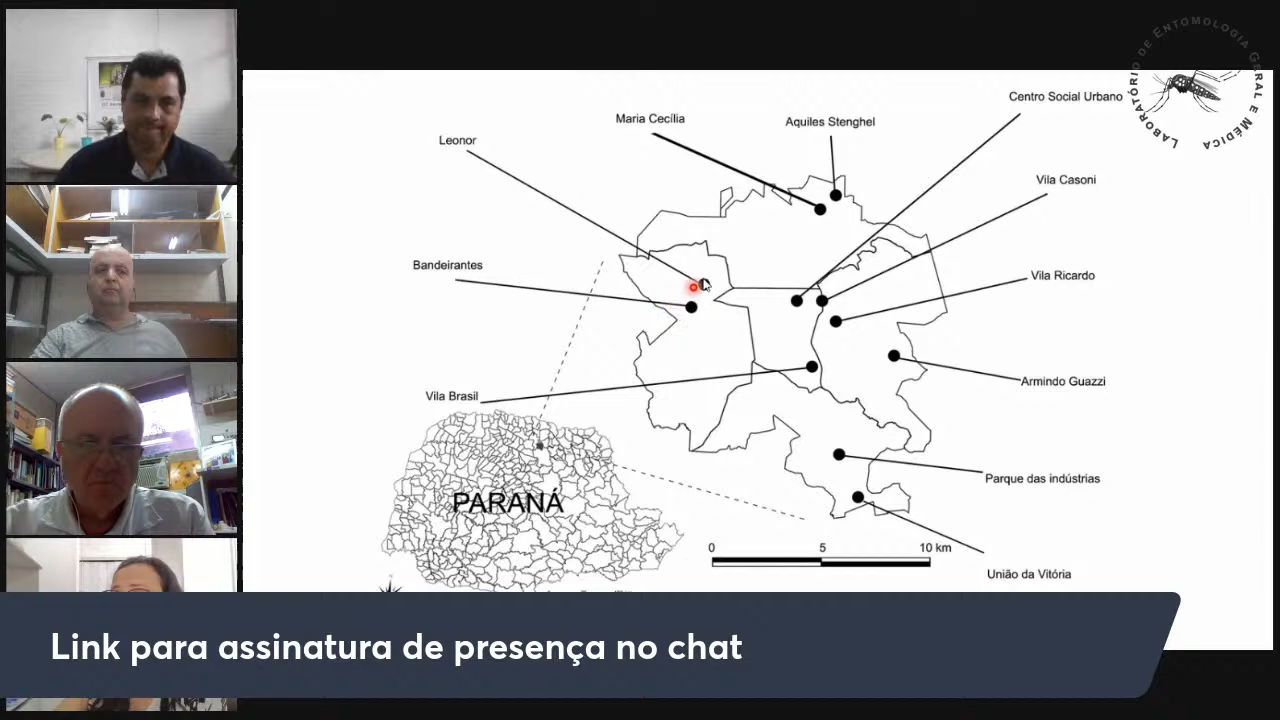 LABORATÓRIO DE ENTOMOLOGIA GERAL E MÉDICA
Centro Social Urbano
Maria Cecília
Aquiles Stenghel
Leonor
Vila Casoni
Bandeirantes
Vila Ricardo
Armindo Guazzi
Vila Brasil
Parque das indústrias
PARANÁ
0 5 10 km
União da Vitória
Link para assinatura de presença no chat